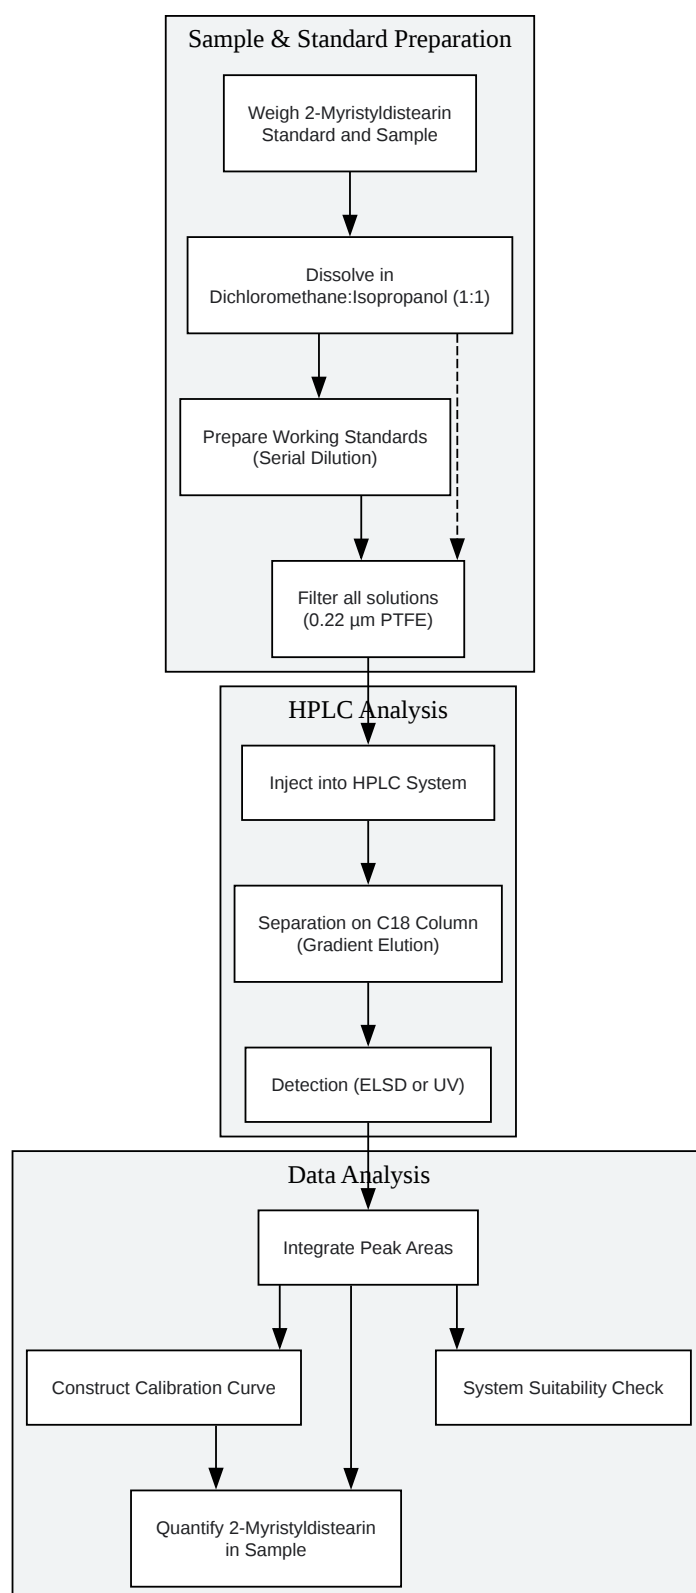 Sample & Standard Preparation
Weigh 2-Myristyldistearin
Standard and Sample
Dissolve in
Dichloromethane:Isopropanol (1:1)
Prepare Working Standards
(Serial Dilution)
Filter all solutions
(0.22 µm PTFE)
HPLC Analysis
Inject into HPLC System
Separation on C18 Column
(Gradient Elution)
Detection (ELSD or UV)
Data Analysis
Integrate Peak Areas
Construct Calibration Curve
System Suitability Check
Quantify 2-Myristyldistearin
in Sample